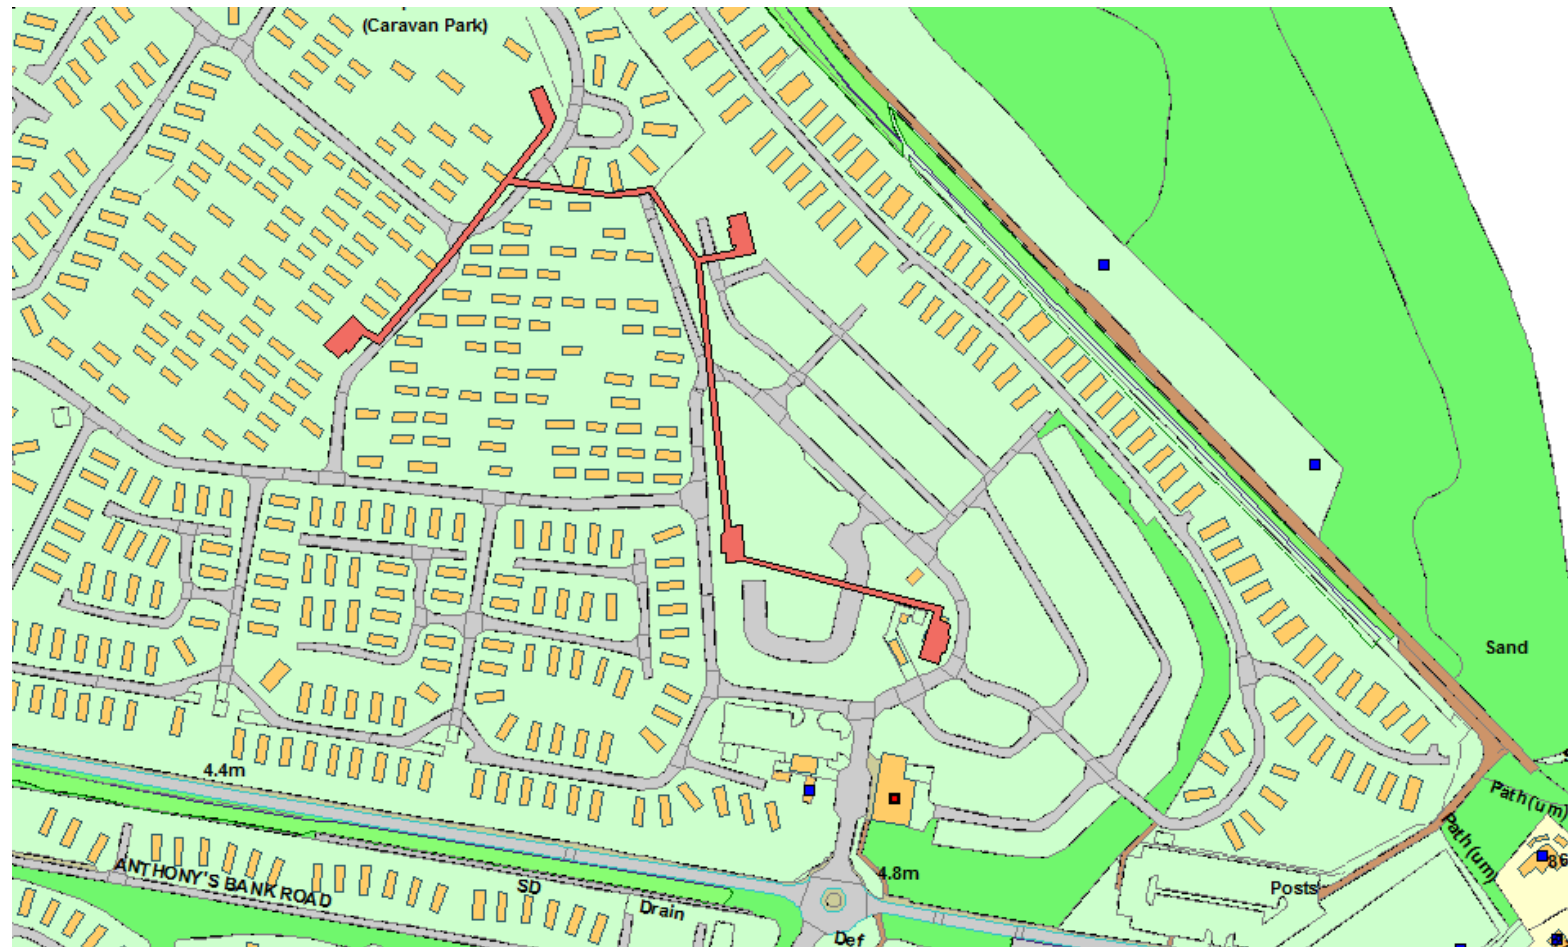 (Caravan Park)
Sand
4.4m
Path (um)
Path (um)
ANTHONY'S BANK ROAD
SD
Drain
4.8m
Posts
Def